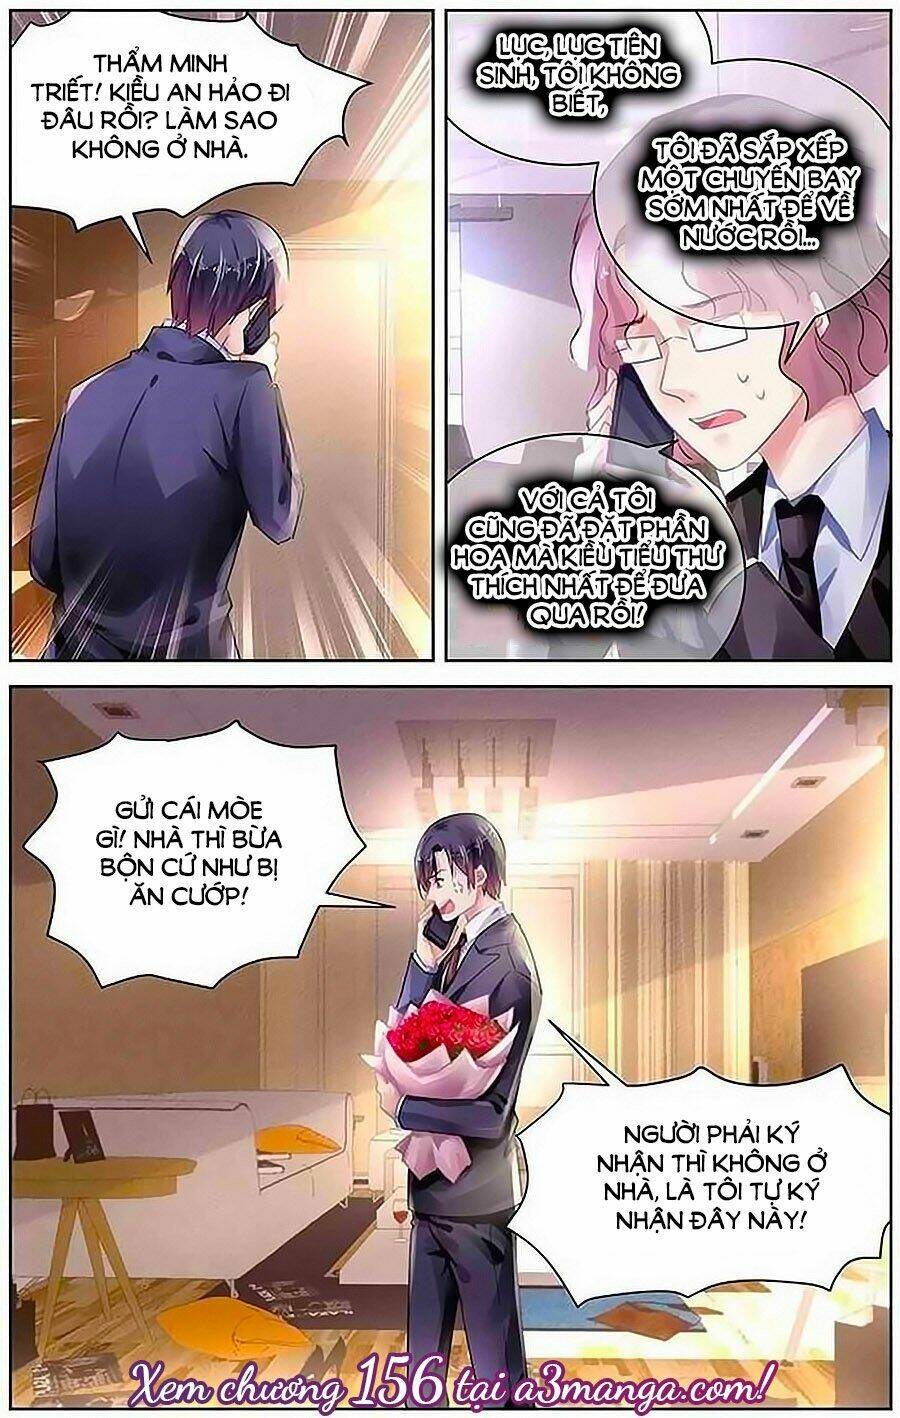 THẨM MINH
TRIẾT! KIỀU AN HẢO ĐI
ĐÂU RỒI? LÀM SAO
KHÔNG Ở NHÀ.
LỤC, LỤC TIÊN
SINH, TÔI KHÔNG
BIẾT,
TÔI ĐÃ SẮP XẾP
MỘT CHUYẾN BAY
SỚM NHẤT ĐỂ VỀ
NƯỚC RỒI...
VỚI CẢ TÔI
CŨNG ĐÃ ĐẶT PHẦN
HOA MÀ KIỀU TIỂU THƯ
THÍCH NHẤT ĐỂ ĐƯA
QUA RỒI!
GỬI CÁI MÒE
GÌ! NHÀ THÌ BỪA
BỘN CỨ NHƯ BỊ
ĂN CƯỚP!
NGƯỜI PHẢI KÝ
NHẬN THÌ KHÔNG Ở
NHÀ, LÀ TÔI TỰ KÝ
NHẬN ĐÂY NÀY!
Xem chương 156 tại a3manga.com!